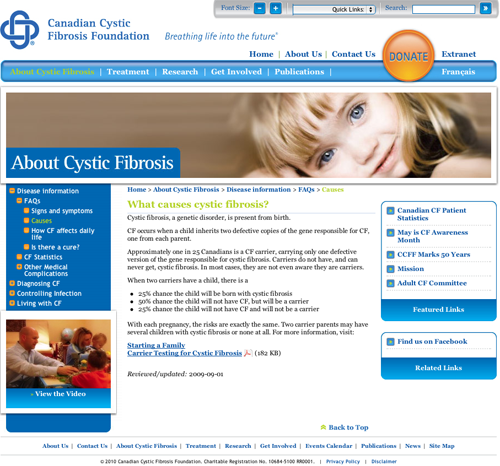 Font Size: - +
Quick Links:
Search: »
Canadian Cystic
Fibrosis Foundation
Breathing life into the future™
Home | About Us | Contact Us
DONATE
Extranet
About Cystic Fibrosis | Treatment | Research | Get Involved | Publications |
Français
About Cystic Fibrosis
Disease information
FAQs
Signs and symptoms
Causes
How CF affects daily
life
Is there a cure?
CF Statistics
Other Medical
Complications
Diagnosing CF
Controlling Infection
Living with CF
» View the Video
Home > About Cystic Fibrosis > Disease information > FAQs > Causes
What causes cystic fibrosis?
Cystic fibrosis, a genetic disorder, is present from birth.
CF occurs when a child inherits two defective copies of the gene responsible for CF,
one from each parent.
Approximately one in 25 Canadians is a CF carrier, carrying only one defective
version of the gene responsible for cystic fibrosis. Carriers do not have, and can
never get, cystic fibrosis. In most cases, they are not even aware they are carriers.
When two carriers have a child, there is a
• 25% chance the child will be born with cystic fibrosis
• 50% chance the child will not have CF, but will be a carrier
• 25% chance the child will not have CF and will not be a carrier
With each pregnancy, the risks are exactly the same. Two carrier parents may have
several children with cystic fibrosis or none at all. For more information, visit:
Starting a Family
Carrier Testing for Cystic Fibrosis (182 KB)
Reviewed/updated: 2009-09-01
Canadian CF Patient
Statistics
May is CF Awareness
Month
CCFF Marks 50 Years
Mission
Adult CF Committee
Featured Links
Find us on Facebook
Related Links
Back to Top
About Us | Contact Us | About Cystic Fibrosis | Treatment | Research | Get Involved | Events Calendar | Publications | News | Site Map
© 2010 Canadian Cystic Fibrosis Foundation. Charitable Registration No. 10684-5100 RR0001. | Privacy Policy | Disclaimer